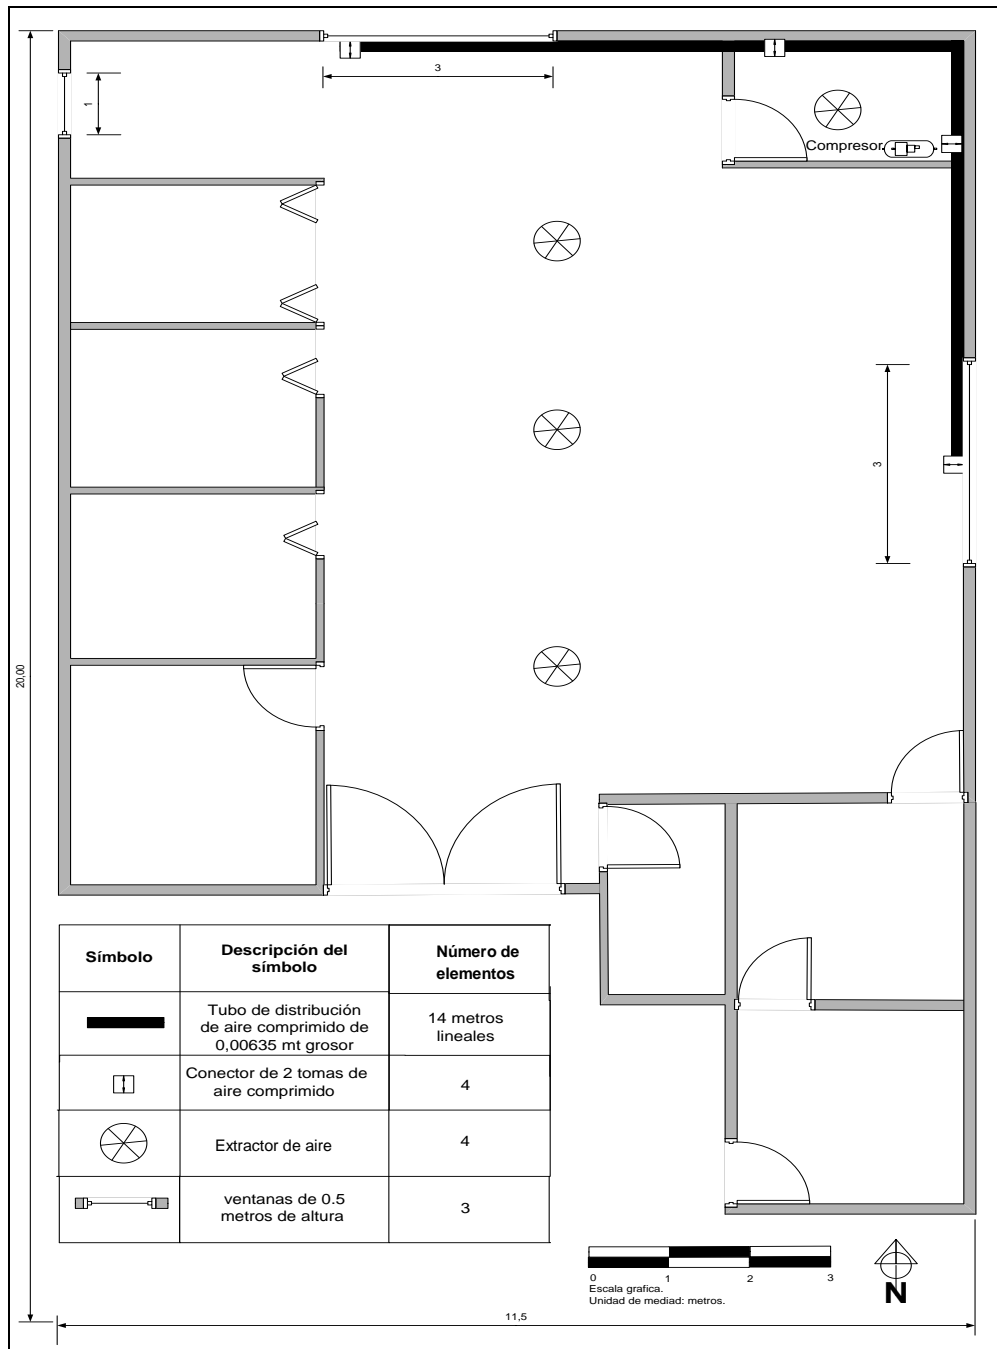 3
1
Compresor
3
20,00
Símbolo
Descripción del
símbolo
Número de
elementos
Tubo de distribución
de aire comprimido de
0,00635 mt grosor
14 metros
lineales
Conector de 2 tomas de
aire comprimido
4
Extractor de aire
4
ventanas de 0.5
metros de altura
3
0 1 2 3
Escala grafica.
Unidad de mediad: metros.
N
11,5